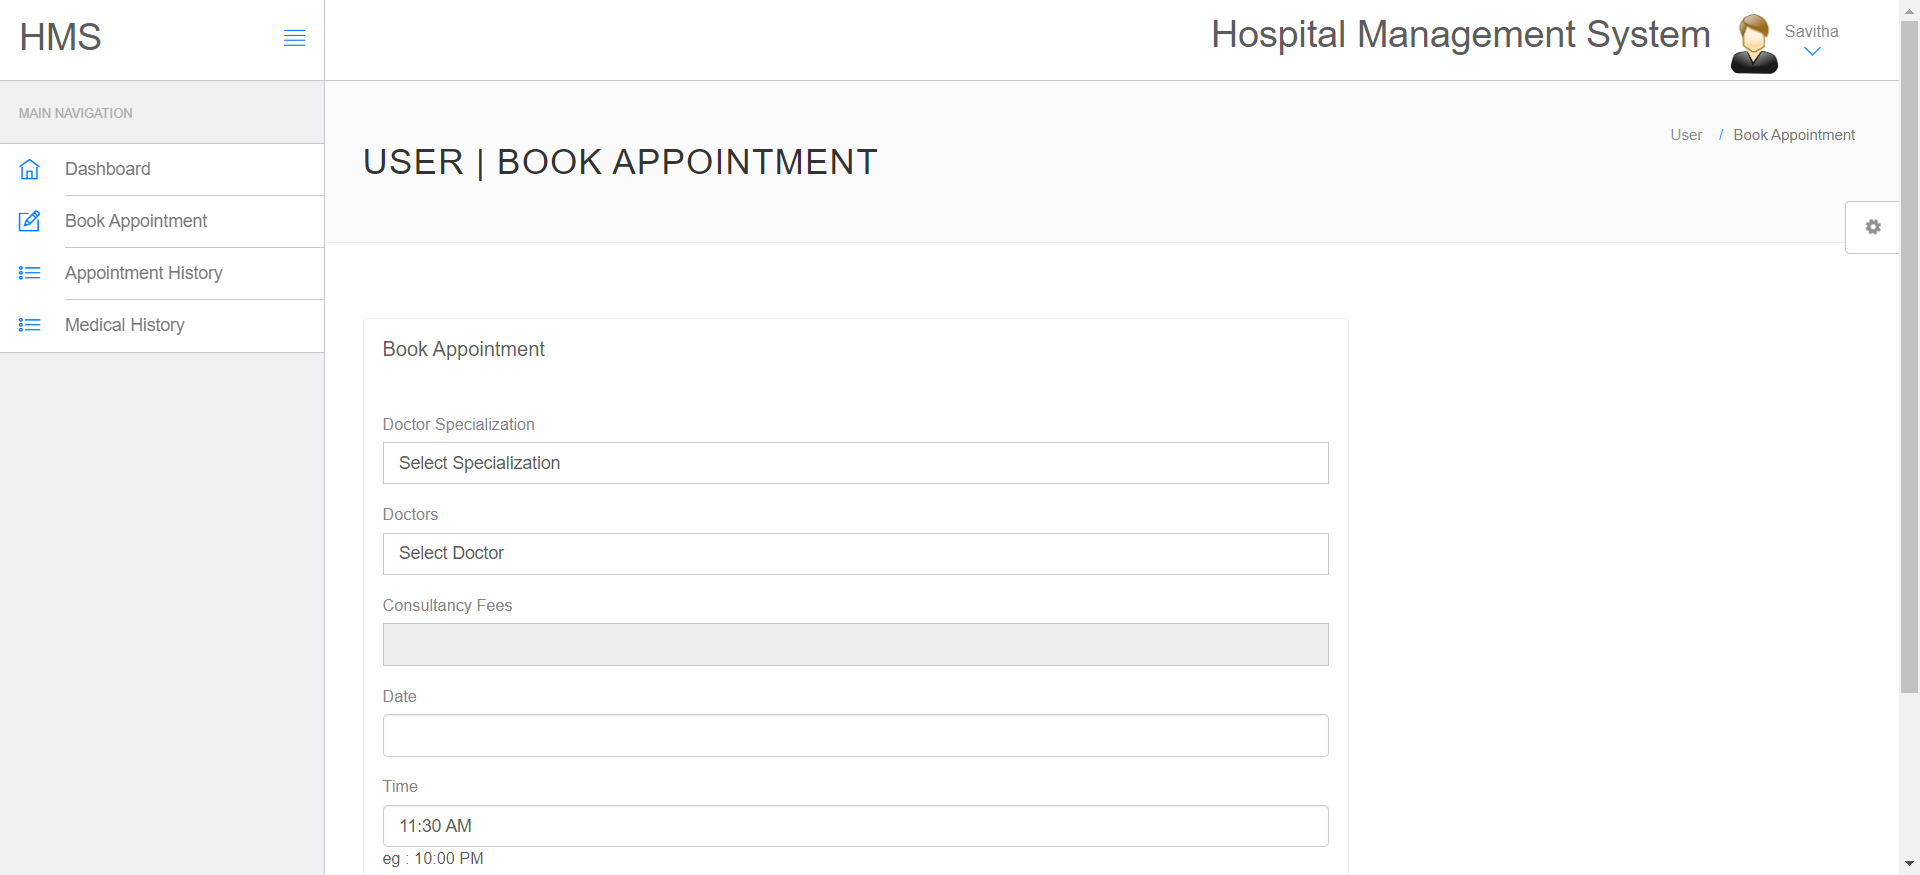 HMS
Hospital Management System
Savitha
MAIN NAVIGATION
Dashboard
Book Appointment
Appointment History
Medical History
USER | BOOK APPOINTMENT
User / Book Appointment
Book Appointment
Doctor Specialization
Select Specialization
Doctors
Select Doctor
Consultancy Fees
Date
Time
11:30 AM
eg : 10:00 PM